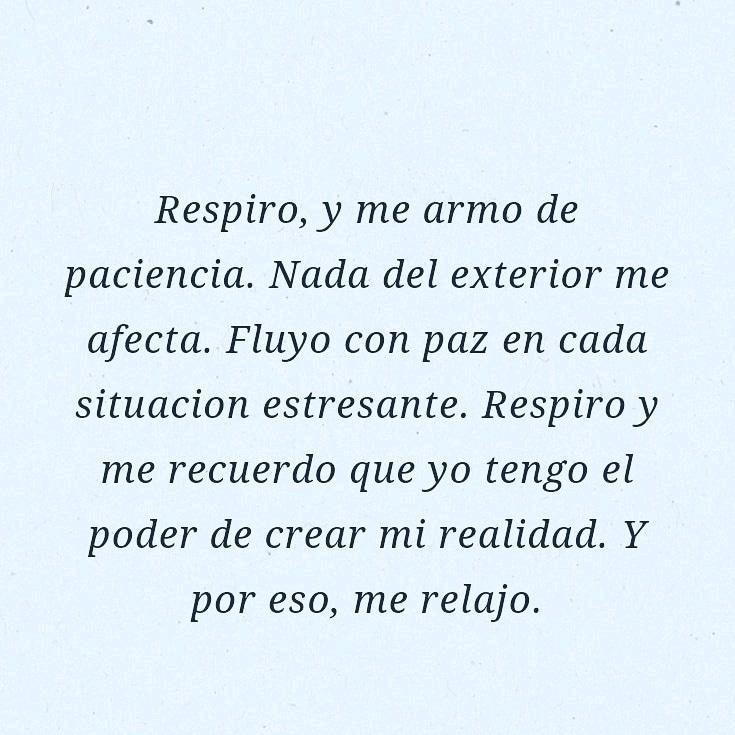 Respiro, y me armo de
paciencia. Nada del exterior me
afecta. Fluyo con paz en cada
situacion estresante. Respiro y
me recuerdo que yo tengo el
poder de crear mi realidad. Y
por eso, me relajo.